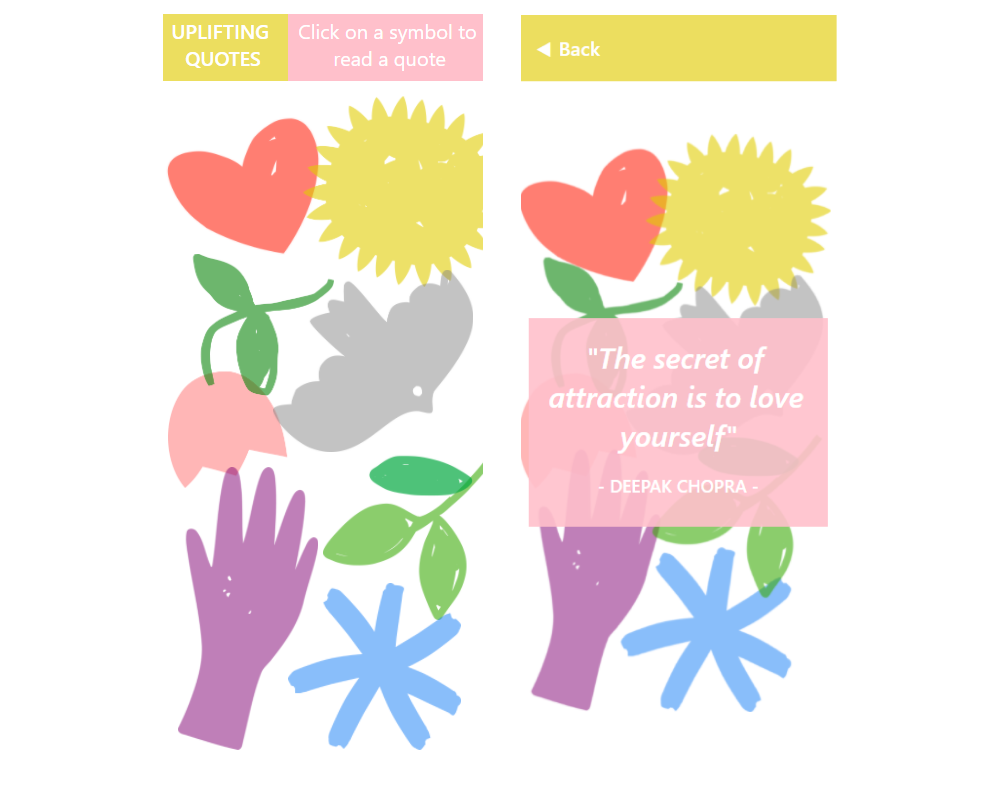 UPLIFTING
QUOTES
Click on a symbol to
read a quote
◀ Back
"The secret of
attraction is to love
yourself"
- DEEPAK CHOPRA -